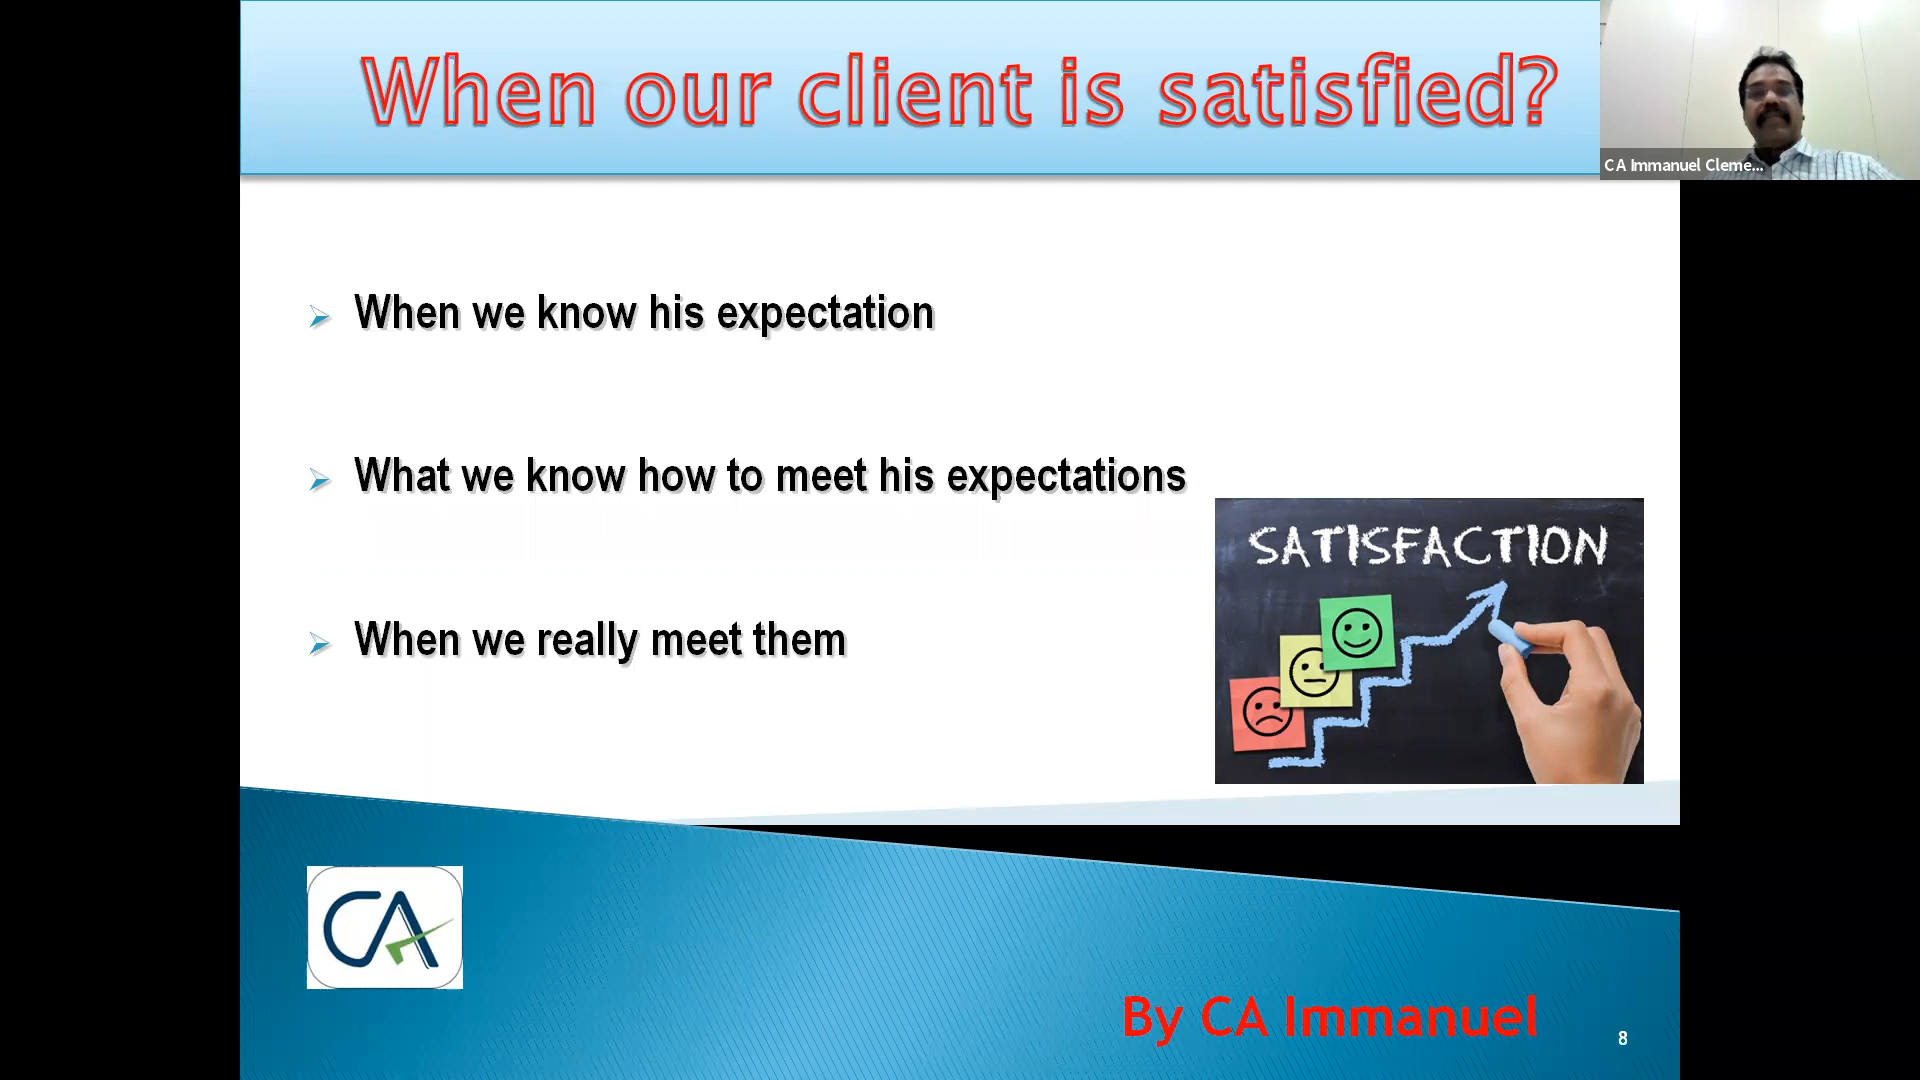 When our client is satisfied?
CA Immanuel Cleme...
When we know his expectation
What we know how to meet his expectations
SATISFACTION
When we really meet them
CA
By CA Immanuel
8